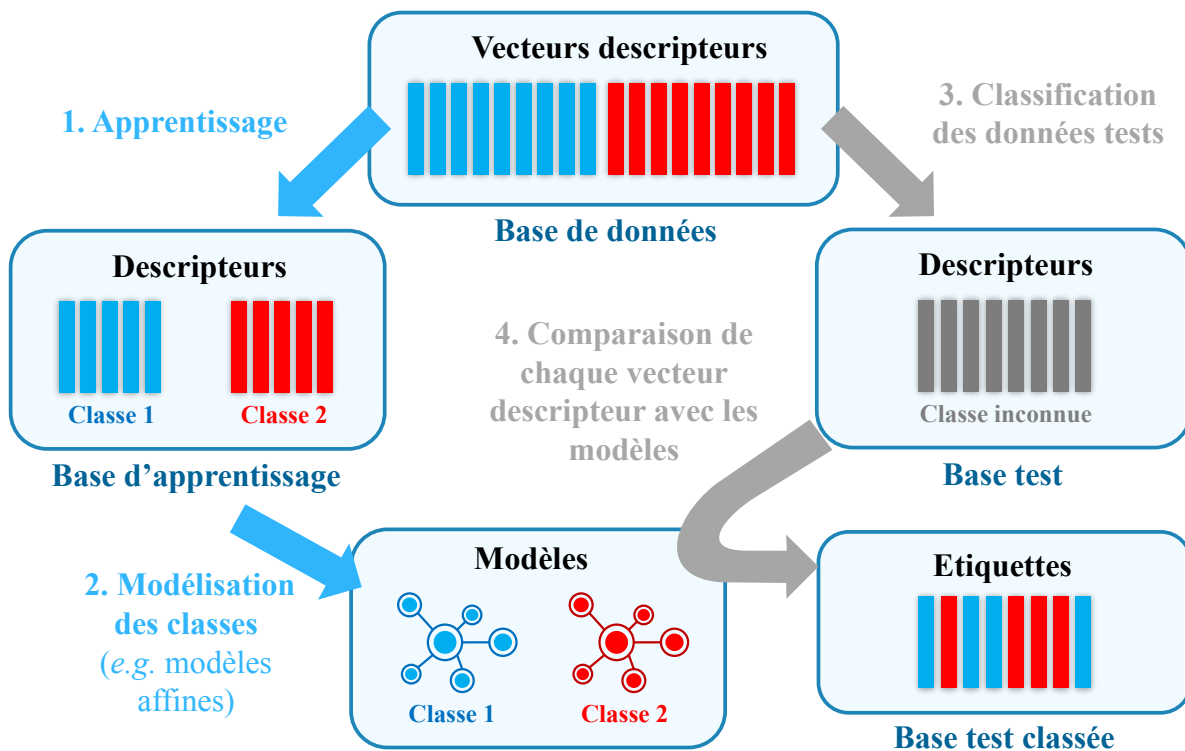 Vecteurs descripteurs
Base de données
1. Apprentissage
3. Classification
des données tests
Descripteurs
Classe 1
Classe 2
Base d’apprentissage
4. Comparaison de
chaque vecteur
descripteur avec les
modèles
Descripteurs
Classe inconnue
Base test
2. Modélisation
des classes
(e.g. modèles
affines)
Modèles
Classe 1
Classe 2
Etiquettes
Base test classée